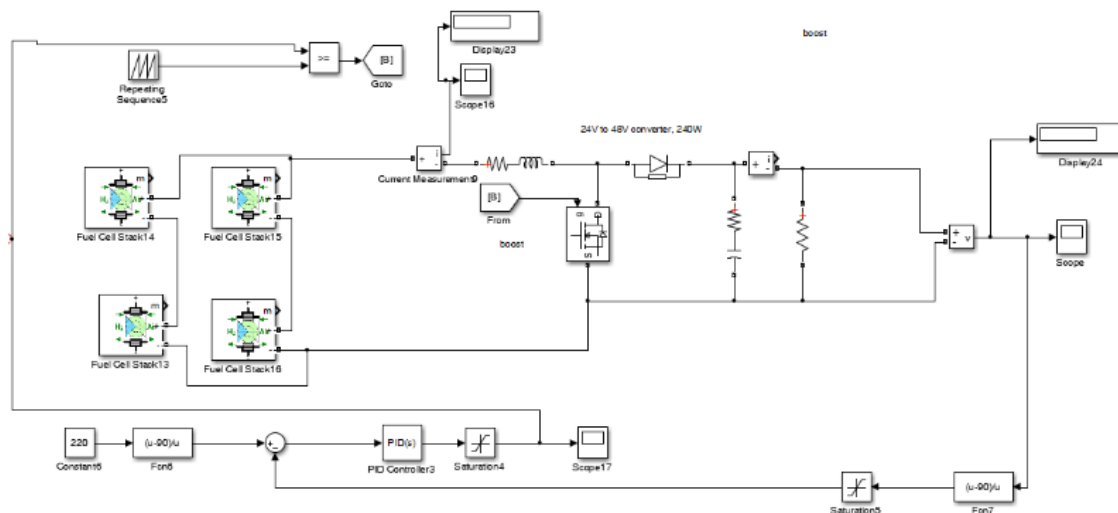 boost
Display23
>=
[B]
Goto
Repeating
Sequence5
Scope16
24V to 48V converter, 240W
Display24
i
+
-
Current Measurement9
i
+
-
m
m
Fuel Cell Stack14
Fuel Cell Stack15
[B]
From
g
D
S
boost
+
-
v
Scope
m
m
Fuel Cell Stack13
Fuel Cell Stack16
220
Constant6
(u-90)/u
Fcn6
+
-
PID(s)
PID Controller3
Saturation4
Scope17
Saturation5
(u-90)/u
Fcn7